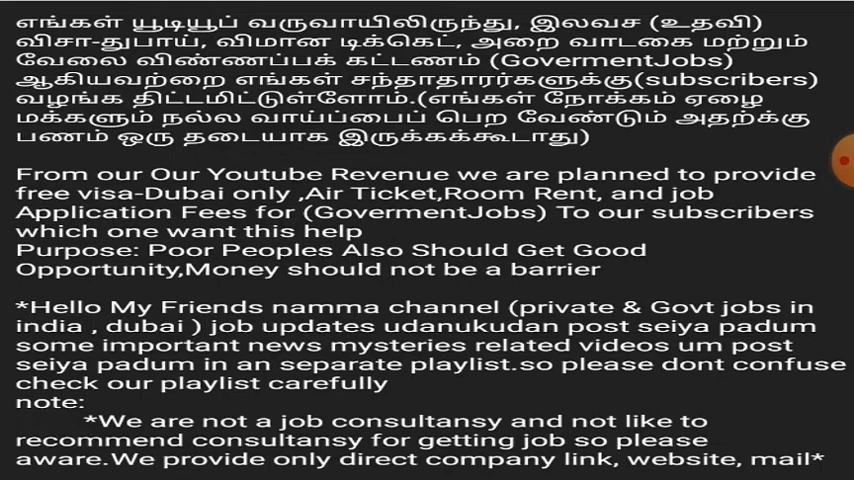 எங்கள் யூடியூப் வருவாயிலிருந்து, இலவச (உதவி)
விசா-துபாய், விமான டிக்கெட், அறை வாடகை மற்றும்
வேலை விண்ணப்பக் கட்டணம் (GovermentJobs)
ஆகியவற்றை எங்கள் சந்தாதாரர்களுக்கு(subscribers)
வழங்க திட்டமிட்டுள்ளோம்.(எங்கள் நோக்கம் ஏழை
மக்களும் நல்ல வாய்ப்பைப் பெற வேண்டும் அதற்க்கு
பணம் ஒரு தடையாக இருக்கக்கூடாது)
From our Our Youtube Revenue we are planned to provide
free visa-Dubai only ,Air Ticket,Room Rent, and job
Application Fees for (GovermentJobs) To our subscribers
which one want this help
Purpose: Poor Peoples Also Should Get Good
Opportunity,Money should not be a barrier
*Hello My Friends namma channel (private & Govt jobs in
india , dubai ) job updates udanukudan post seiya padum
some important news mysteries related videos um post
seiya padum in an separate playlist.so please dont confuse
check our playlist carefully
note:
*We are not a job consultansy and not like to
recommend consultansy for getting job so please
aware.We provide only direct company link, website, mail*